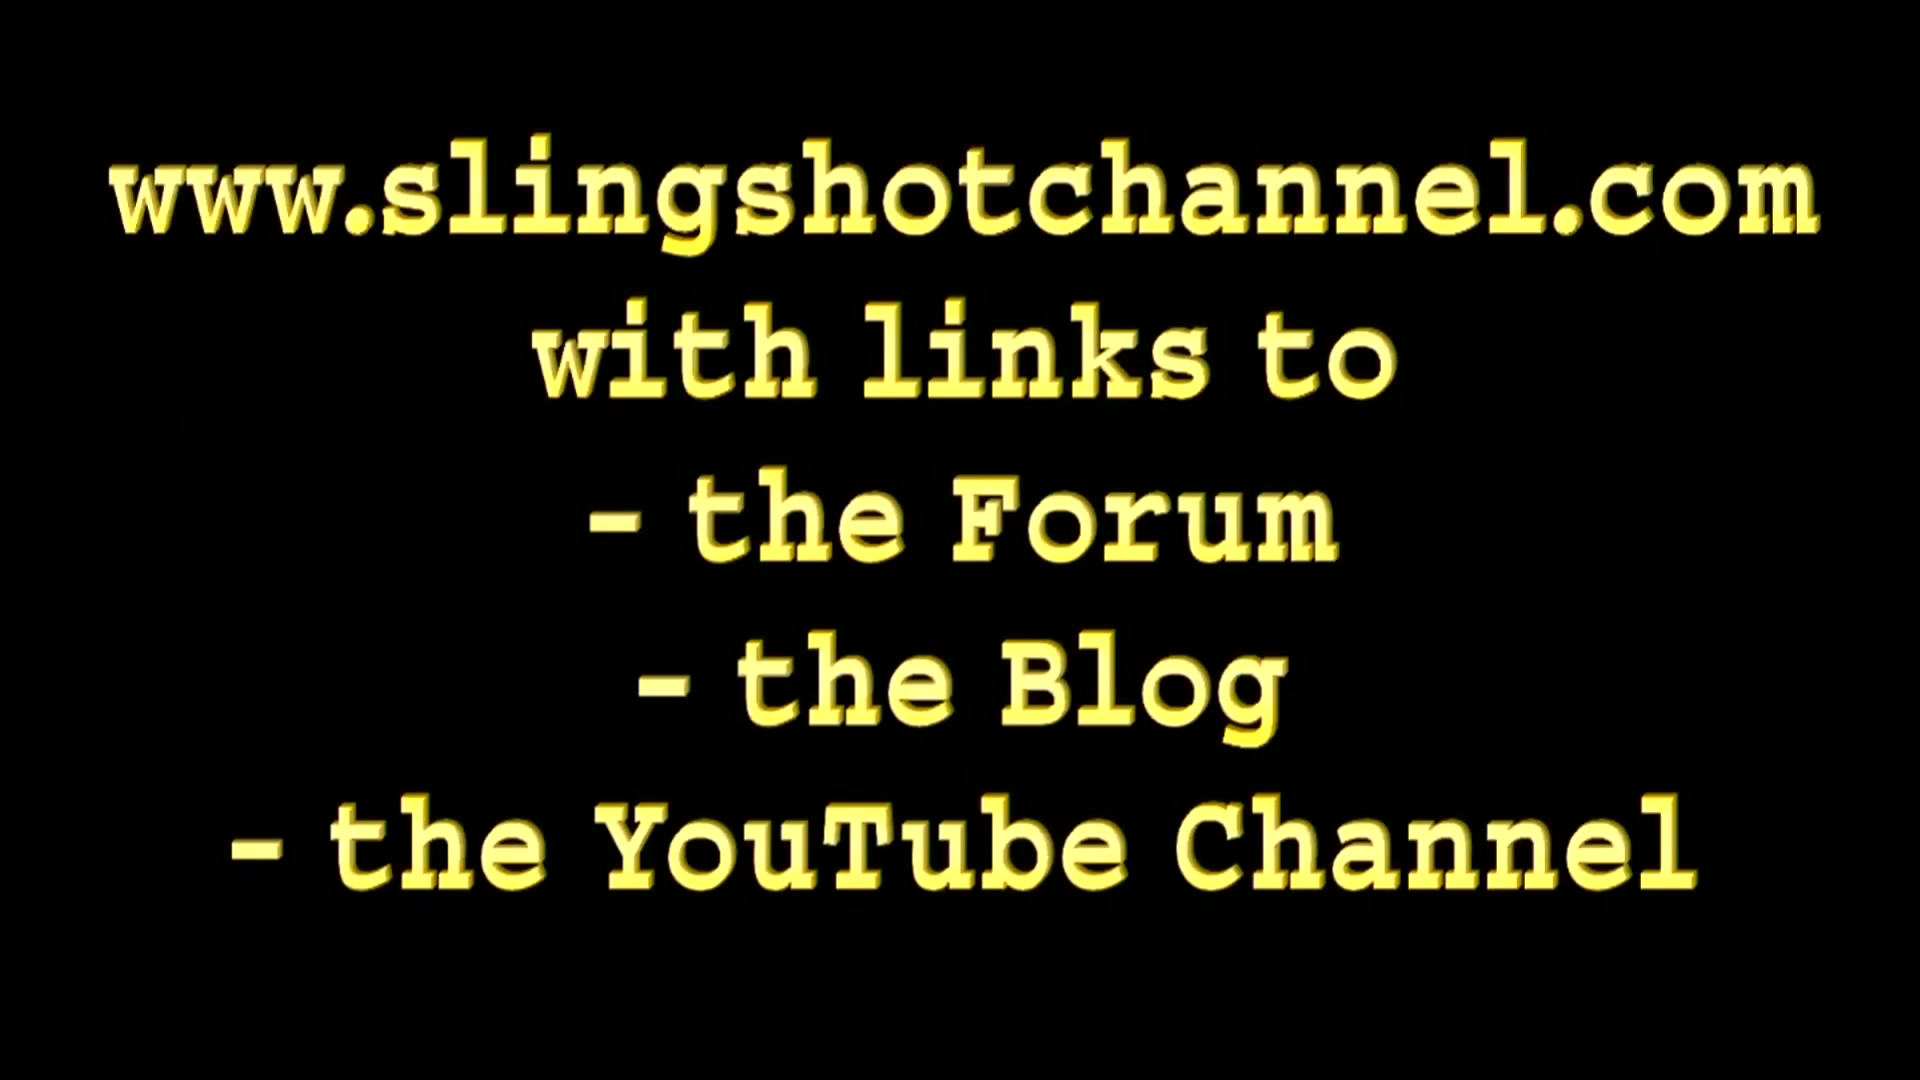 www.slingshotchannel.com
with links to
- the Forum
- the Blog
- the YouTube Channel